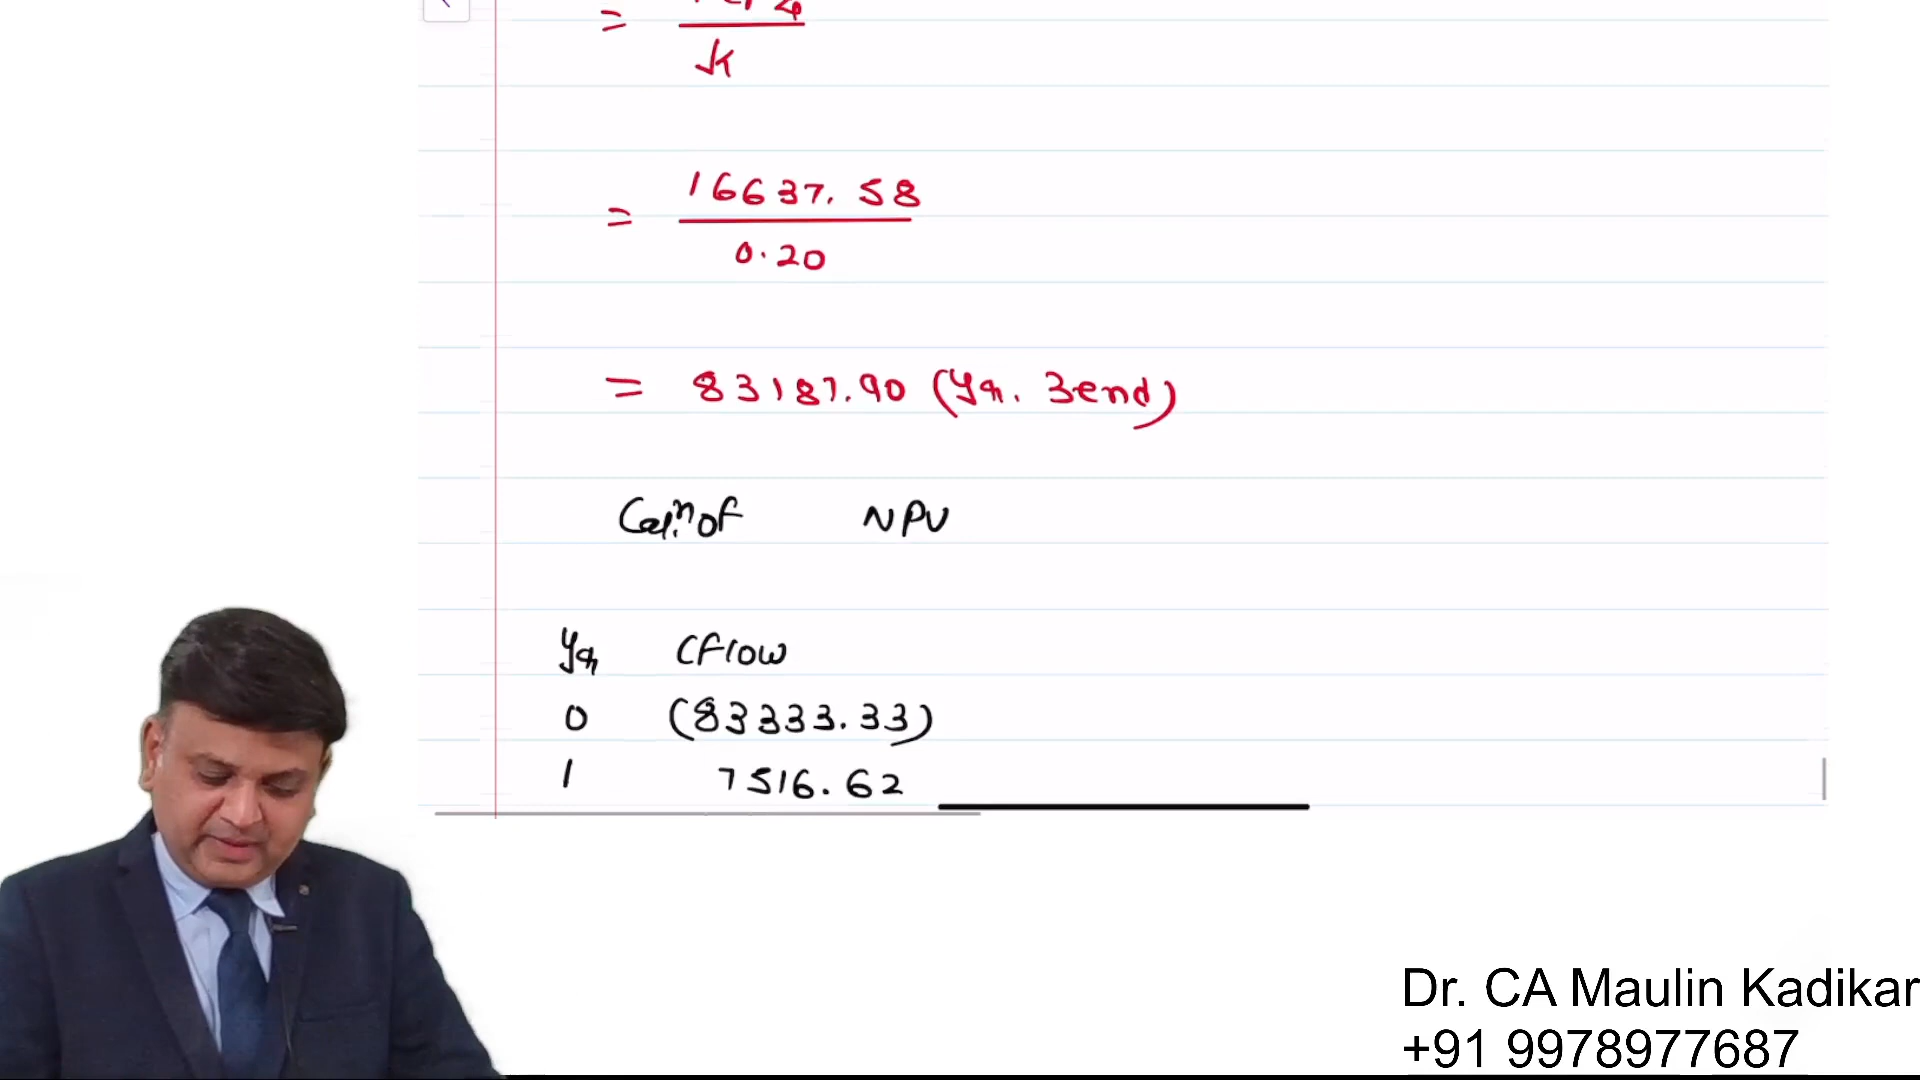 =
k
16637.58
=
0.20
= 83187.90 (Yr. 3end)
Caln of NPV
Yr CFlow
0 (83333.33)
1 7516.62
Dr. CA Maulin Kadikar
+91 9978977687